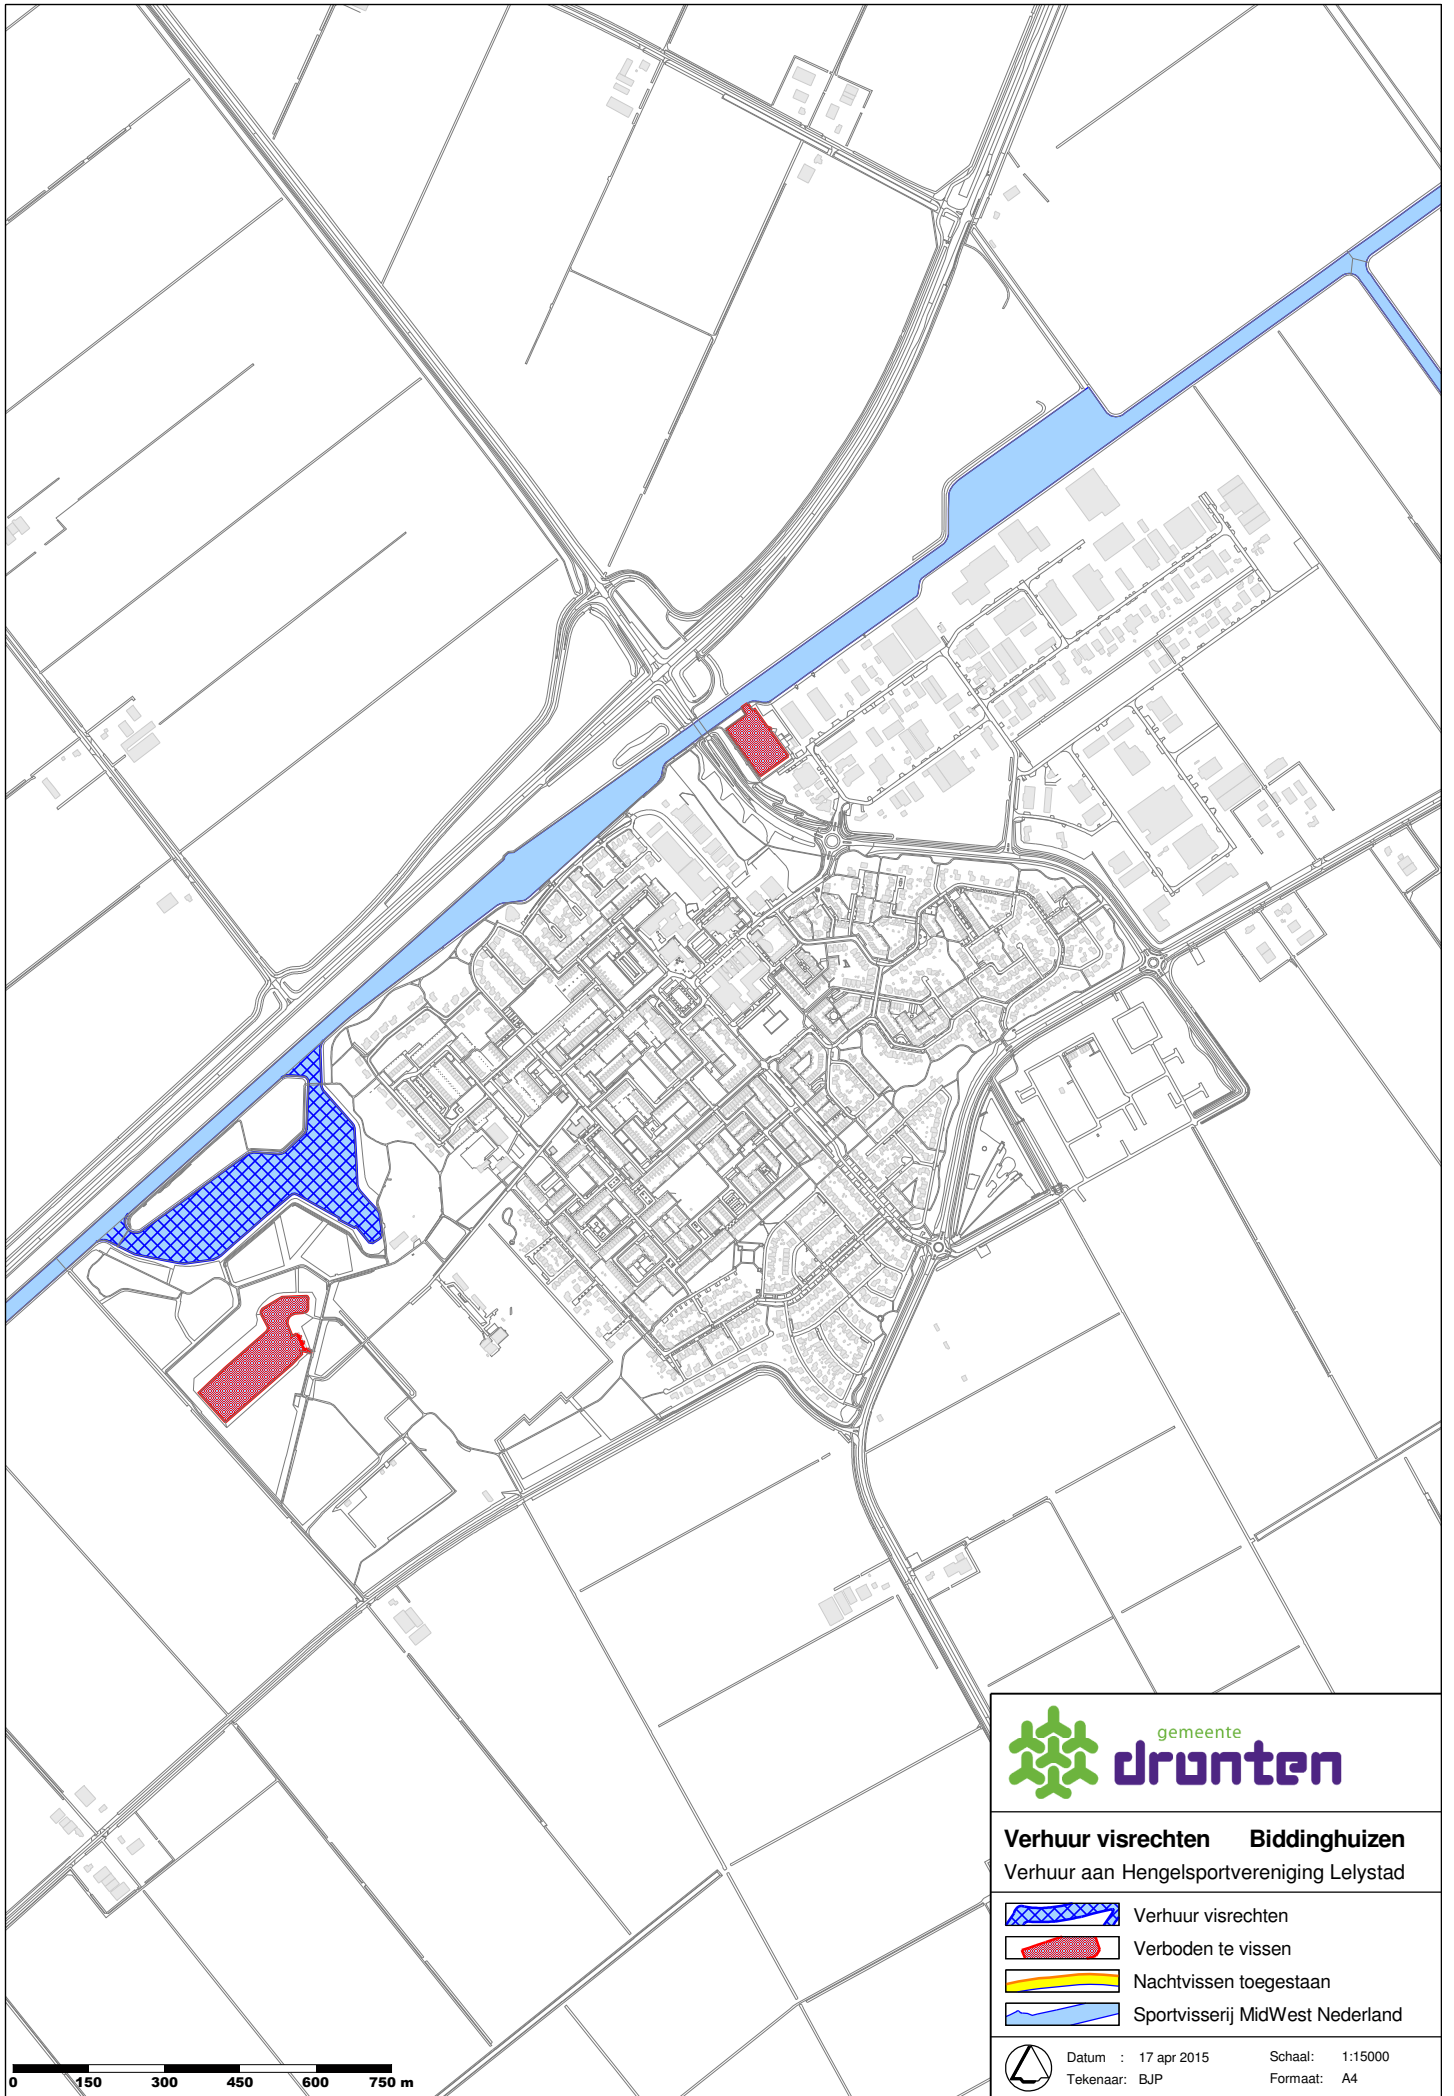 gemeente
dronten
Verhuur visrechten Biddinghuizen
Verhuur aan Hengelsportvereniging Lelystad
Verhuur visrechten
Verboden te vissen
Nachtvissen toegestaan
Sportvisserij MidWest Nederland
Datum : 17 apr 2015 Schaal: 1:15000
Tekenaar: BJP Formaat: A4
0 150 300 450 600 750 m